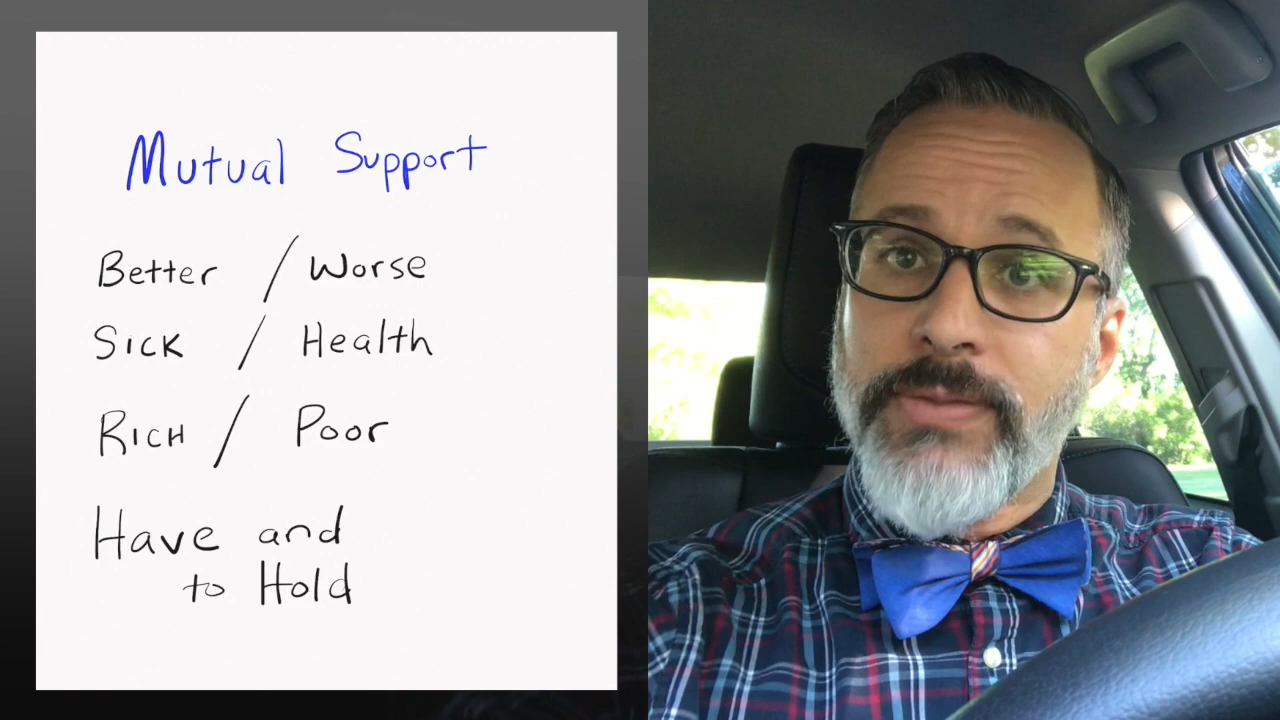 Mutual Support
Better / Worse
Sick / Health
Rich / Poor
Have and
to Hold